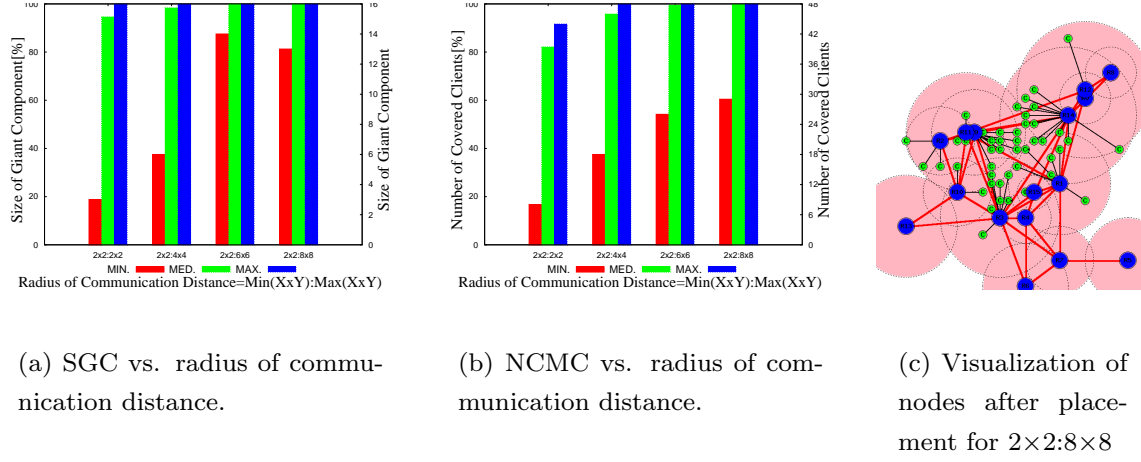 100
80
60
40
20
0
Size of Giant Component[%]
16
14
12
10
8
6
4
2
0
Size of Giant Component
2x2:2x2 2x2:4x4 2x2:6x6 2x2:8x8
MIN. MED. MAX.
Radius of Communication Distance=Min(XxY):Max(XxY)
100
80
60
40
20
0
Number of Covered Clients[%]
48
42
36
30
24
18
12
6
0
Number of Covered Clients
2x2:2x2 2x2:4x4 2x2:6x6 2x2:8x8
MIN. MED. MAX.
Radius of Communication Distance=Min(XxY):Max(XxY)
(a) SGC vs. radius of commu-
nication distance.
(b) NCMC vs. radius of com-
munication distance.
(c) Visualization of
nodes after place-
ment for 2×2:8×8